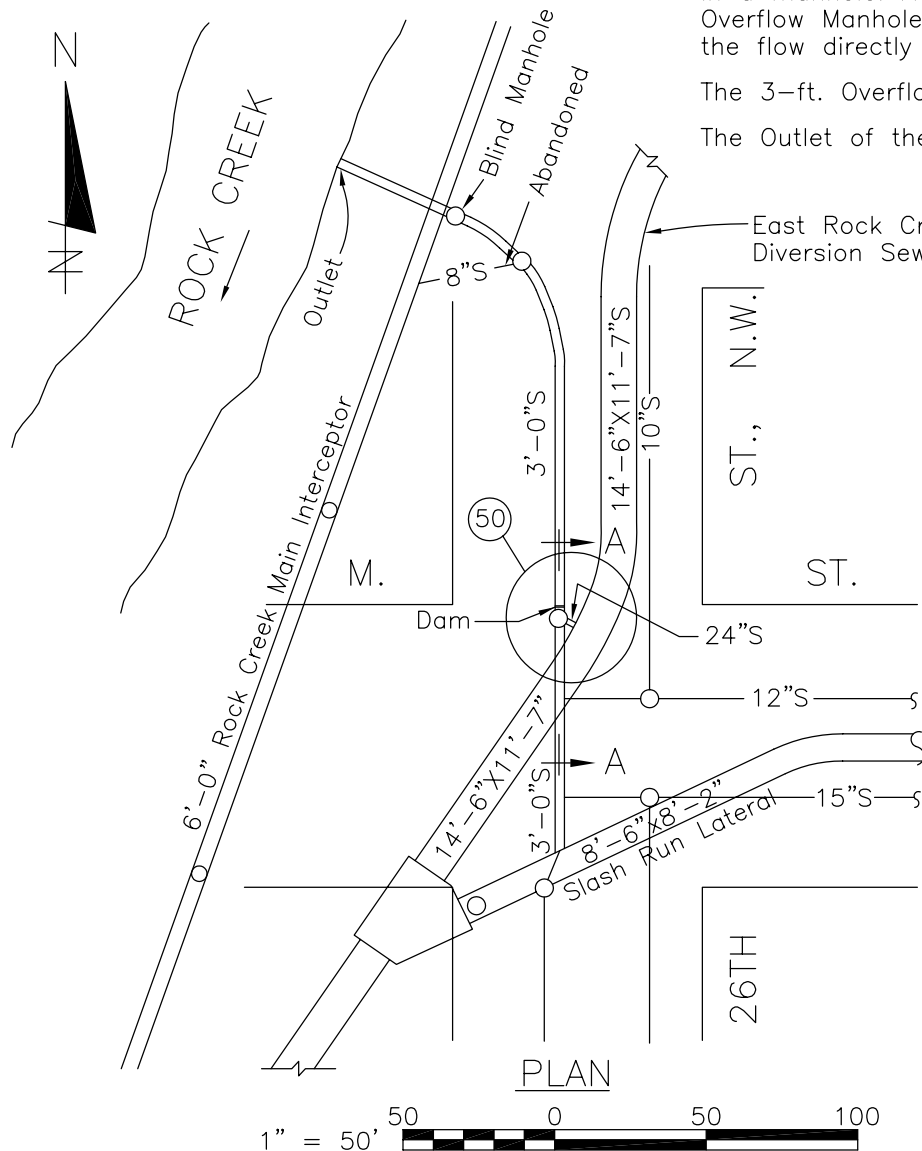 Overflow Manhole
the flow directly
The 3-ft. Overflo
The Outlet of the
N
N
ROCK CREEK
Outlet
Blind Manhole
Abandoned
8"S
East Rock Cr
Diversion Sew
3'-0"S
14'-6"X11'-7"S
10"S
ST., N.W.
6'-0" Rock Creek Main Interceptor
50
A
M.
ST.
Dam
24"S
12"S
14'-6"X11'-7"
A
3'-0"S
15"S
8'-6"x8'-2"
Slash Run Lateral
26TH
PLAN
1" = 50'
50 0 50 100